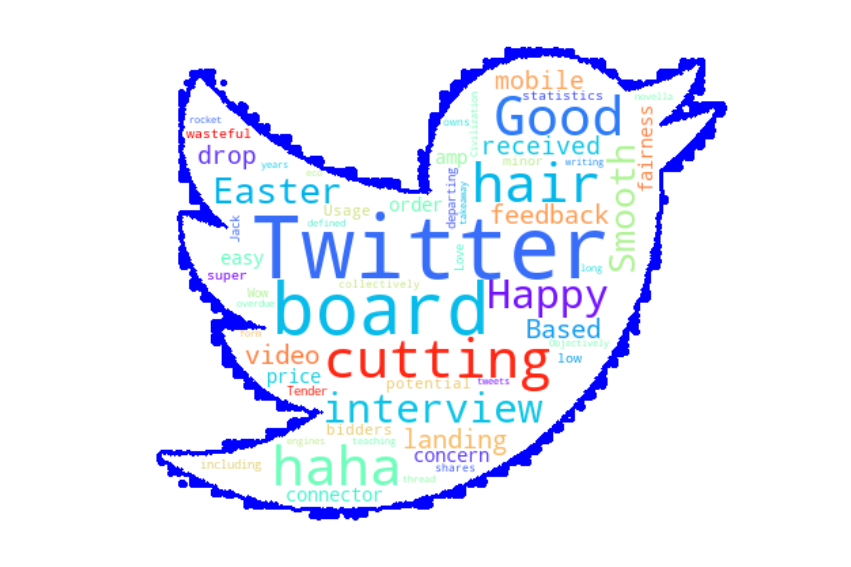 mobile
statistics
novella
Good
rocket
owns
Civilization
wasteful
received
fairness
drop
amp
minor
writing
years
eco
Easter
hair
departing
takeaway
Smooth
order
Usage
feedback
defined
Jack
Twitter
Love
easy
long
super
collectively
Happy
Wow
overdue
board
Based
form
Objectively
video
cutting
low
price
potential
tweets
Tender
interview
bidders
landing
engines
teaching
concern
including
haha
shares
thread
connector